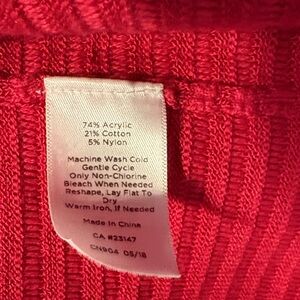 74% Acrylic
21% Cotton
5% Nylon
Machine Wash Cold
Gentle Cycle
Only Non-Chlorine
Bleach When Needed
Reshape, Lay Flat To
Dry
Warm Iron, If Needed
Made In China
CA #23147
CN904 05/18